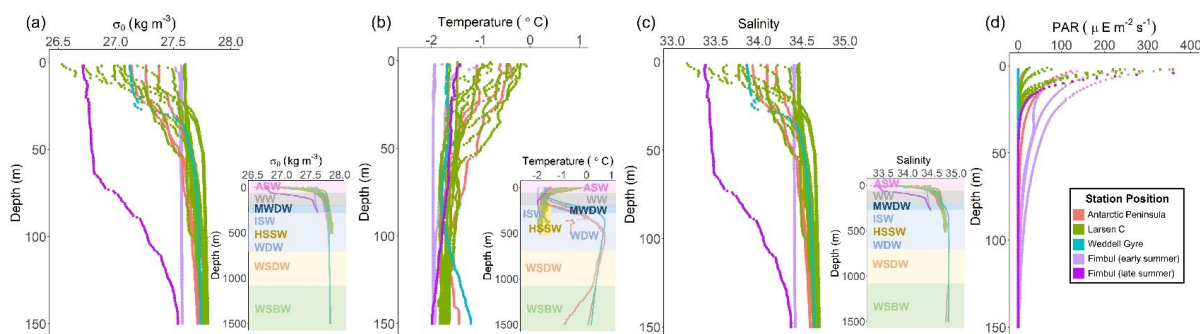 (a)
σ0 (kg m-3)
26.5 27.0 27.5 28.0
0
50
100
150
Depth (m)
σ0 (kg m-3)
26.5 27.0 27.5 28.0
0
500
1000
1500
Depth (m)
ASW
WW
MWDW
ISW
HSSW
WDW
WSDW
WSBW
(b)
Temperature ( ° C)
-2 -1 0 1
0
50
100
150
Depth (m)
Temperature ( ° C)
-2 -1 0 1
0
500
1000
1500
Depth (m)
ASW
WW
MWDW
ISW
HSSW
WDW
WSDW
WSBW
(c)
Salinity
33.0 33.5 34.0 34.5 35.0
0
50
100
150
Depth (m)
Salinity
33.5 34.5 35.0
0
500
1000
1500
Depth (m)
ASW
WW
MWDW
ISW
HSSW
WDW
WSDW
WSBW
(d)
PAR ( μ E m-2 s-1)
0 100 200 300 400
0
50
100
150
Depth (m)
Station Position
Antarctic Peninsula
Larsen C
Weddell Gyre
Fimbul (early summer)
Fimbul (late summer)